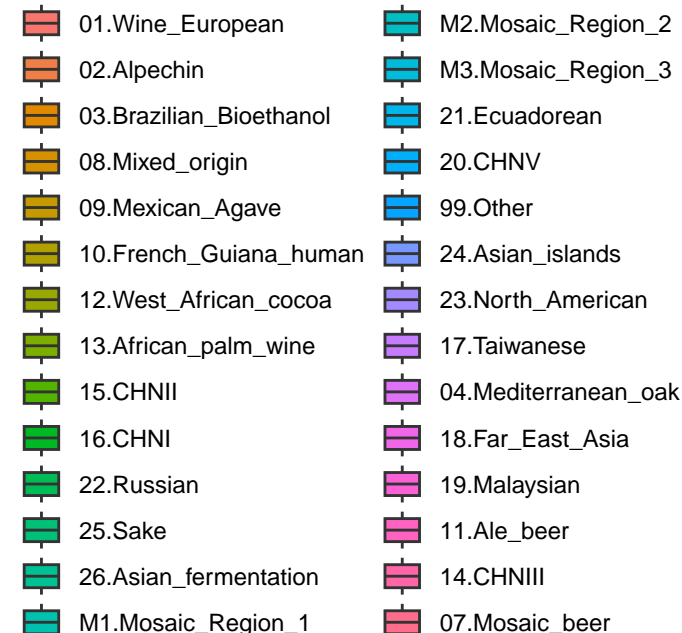 01.Wine_European
02.Alpechin
03.Brazilian_Bioethanol
08.Mixed_origin
09.Mexican_Agave
10.French_Guiana_human
12.West_African_cocoa
13.African_palm_wine
15.CHNII
16.CHNI
22.Russian
25.Sake
26.Asian_fermentation
M1.Mosaic_Region_1
M2.Mosaic_Region_2
M3.Mosaic_Region_3
21.Ecuadorean
20.CHNV
99.Other
24.Asian_islands
23.North_American
17.Taiwanese
04.Mediterranean_oak
18.Far_East_Asia
19.Malaysian
11.Ale_beer
14.CHNIII
07.Mosaic_beer